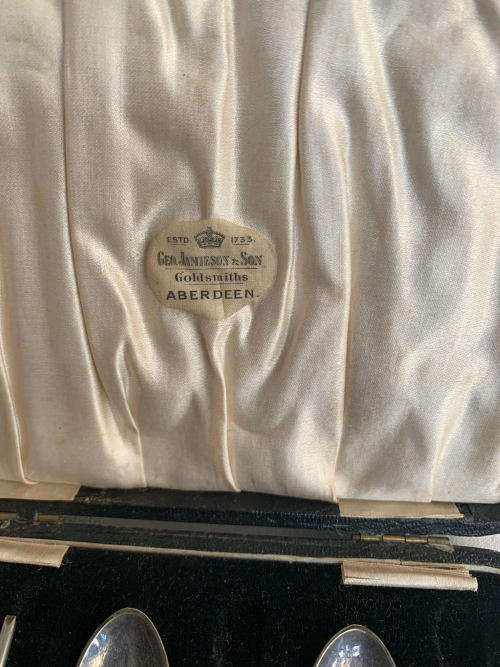 ESTD. 1733.
GEO. JAMIESON & SON
Goldsmiths
ABERDEEN.